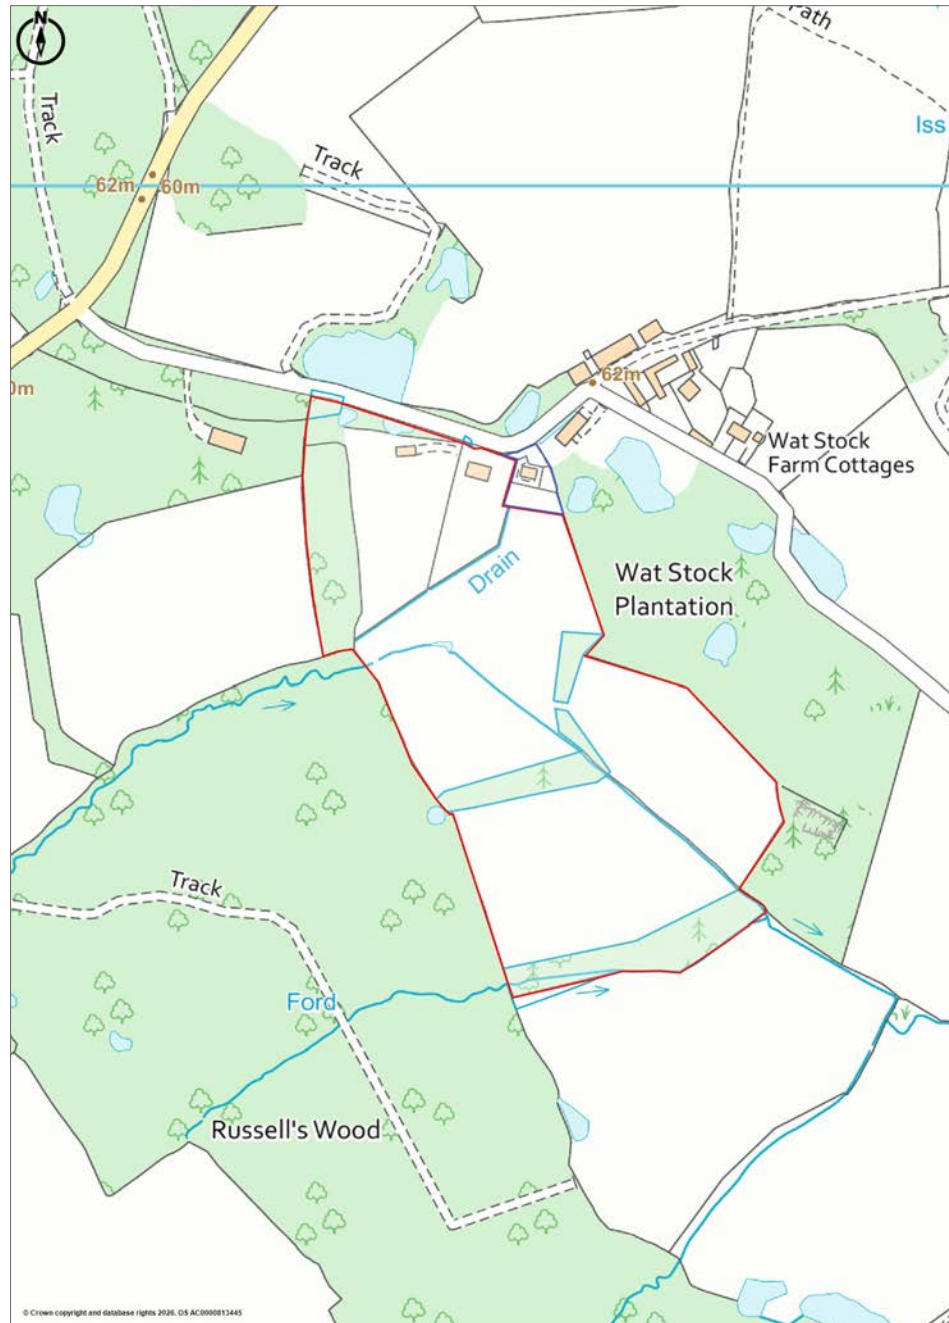 N
Path
Track
Iss
Track
62m
60m
62m
0m
Wat Stock
Farm Cottages
Drain
Wat Stock
Plantation
Track
Ford
Russell's Wood
© Crown copyright and database rights 2026. OS AC0000813445